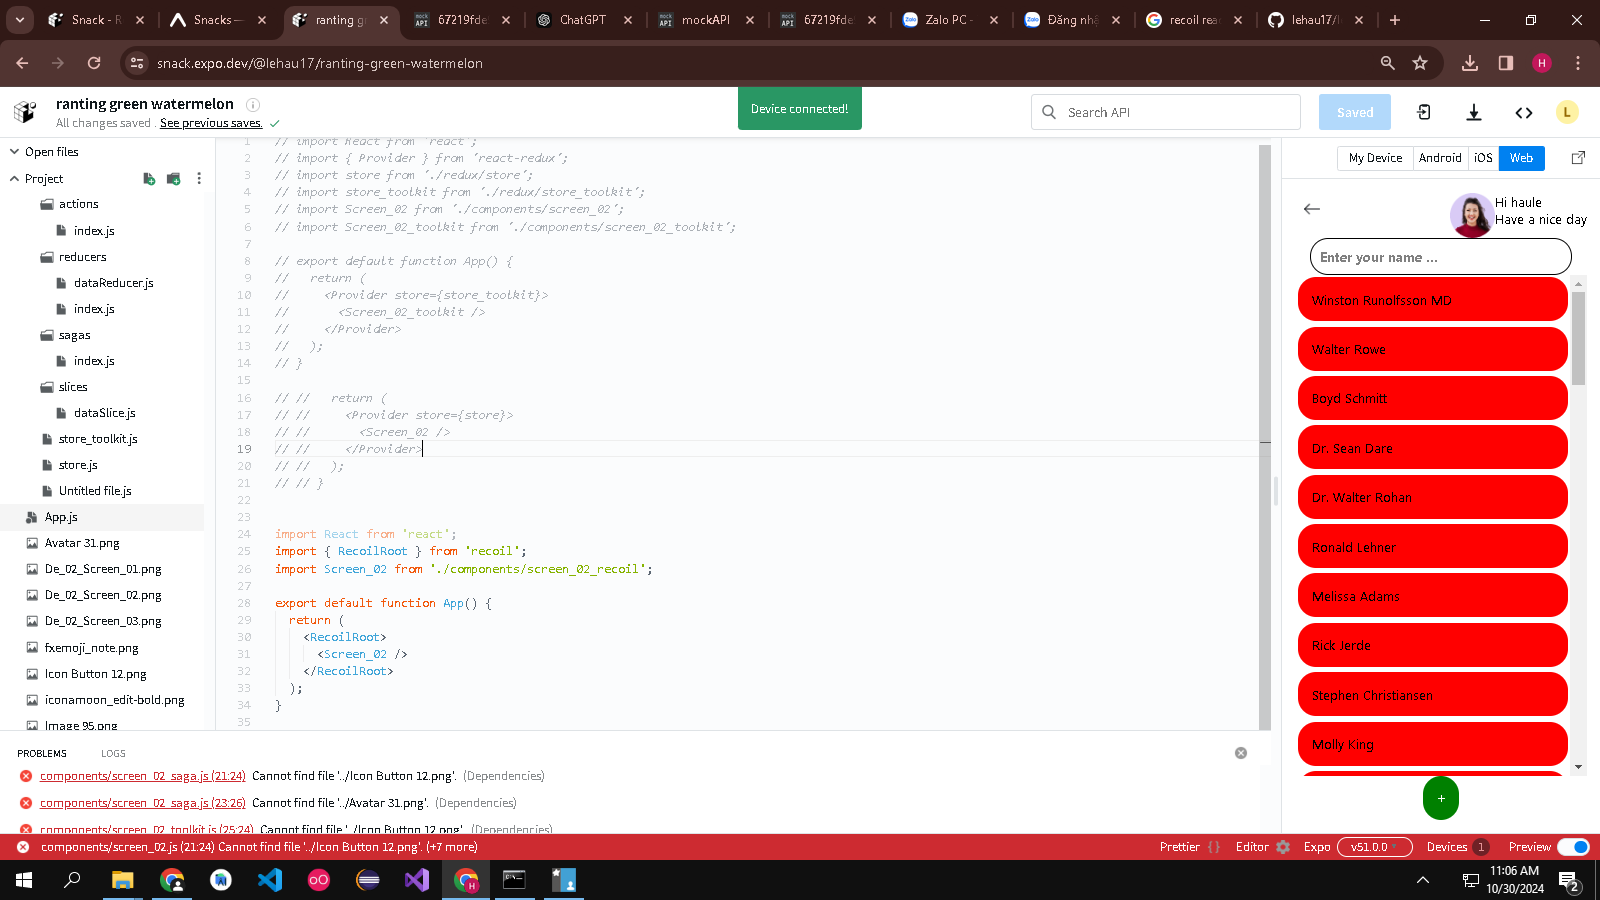 Snack - R
Snacks —
ranting gr
67219fde
ChatGPT
mockAPI
67219fde
Zalo PC -
Đăng nhậ
recoil rea
lehau17/l
snack.expo.dev/@lehau17/ranting-green-watermelon
H
ranting green watermelon
All changes saved. See previous saves.
Device connected!
Search API
Saved
L
Open files
Project
actions
index.js
reducers
dataReducer.js
index.js
sagas
index.js
slices
dataSlice.js
store_toolkit.js
store.js
Untitled file.js
App.js
Avatar 31.png
De_02_Screen_01.png
De_02_Screen_02.png
De_02_Screen_03.png
fxemoji_note.png
Icon Button 12.png
iconamoon_edit-bold.png
Image 95.png
1 // import React from 'react';
2 // import { Provider } from 'react-redux';
3 // import store from './redux/store';
4 // import store_toolkit from './redux/store_toolkit';
5 // import Screen_02 from './components/screen_02';
6 // import Screen_02_toolkit from './components/screen_02_toolkit';
7
8 // export default function App() {
9 //   return (
10 //     <Provider store={store_toolkit}>
11 //       <Screen_02_toolkit />
12 //     </Provider>
13 //   );
14 // }
15
16 // //   return (
17 // //     <Provider store={store}>
18 // //       <Screen_02 />
19 // //     </Provider>
20 // //   );
21 // // }
22
23
24 import React from 'react';
25 import { RecoilRoot } from 'recoil';
26 import Screen_02 from './components/screen_02_recoil';
27
28 export default function App() {
29   return (
30     <RecoilRoot>
31       <Screen_02 />
32     </RecoilRoot>
33   );
34 }
35
My Device Android iOS Web
Hi haule
Have a nice day
Enter your name ...
Winston Runolfsson MD
Walter Rowe
Boyd Schmitt
Dr. Sean Dare
Dr. Walter Rohan
Ronald Lehner
Melissa Adams
Rick Jerde
Stephen Christiansen
Molly King
+
PROBLEMS LOGS
components/screen_02_saga.js (21:24) Cannot find file '../Icon Button 12.png'. (Dependencies)
components/screen_02_saga.js (23:26) Cannot find file '../Avatar 31.png'. (Dependencies)
components/screen_02_toolkit.js (25:24) Cannot find file '../Icon Button 12.png'. (Dependencies)
components/screen_02.js (21:24) Cannot find file '../Icon Button 12.png'. (+7 more)
Prettier { } Editor Expo v51.0.0 Devices 1 Preview
11:06 AM
10/30/2024
2